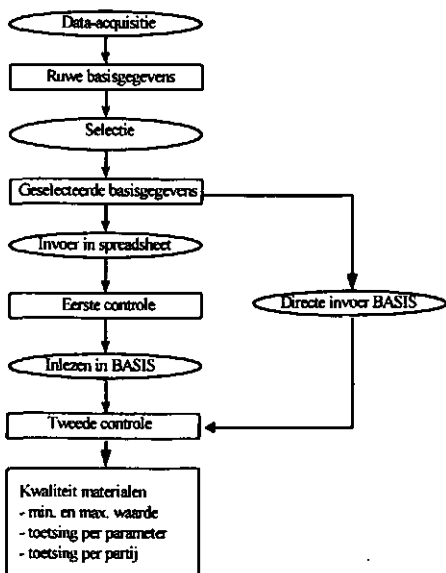 Data-acquisitie
Ruwe basisgegevens
Selectie
Geselecteerde basisgegevens
Invoer in spreadsheet
Eerste controle
Directe invoer BASIS
Inlezen in BASIS
Tweede controle
Kwaliteit materialen
- min. en max. waarde
- toetsing per parameter
- toetsing per partij